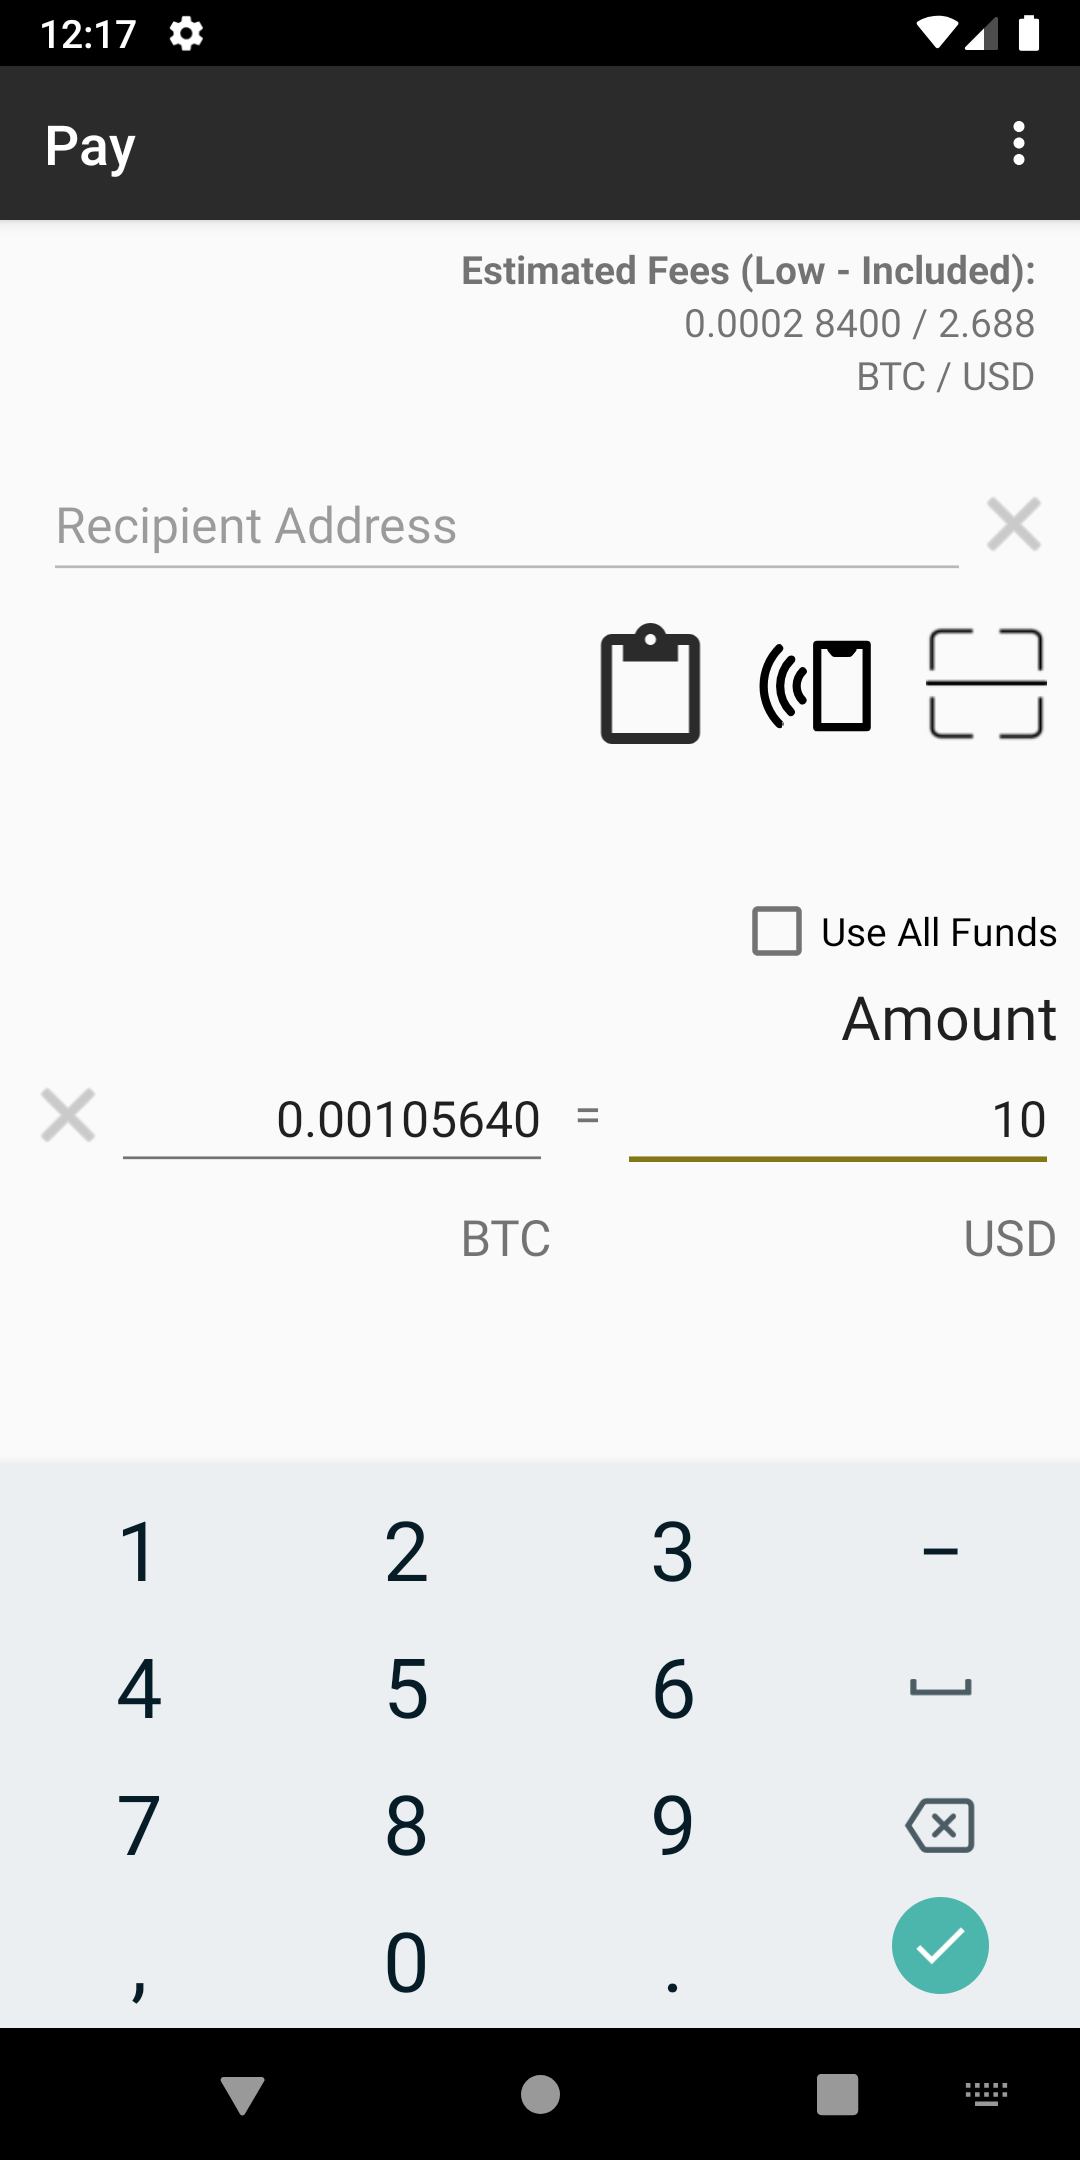 12:17
Pay
Estimated Fees (Low - Included):
0.0002 8400 / 2.688
BTC / USD
Recipient Address
Use All Funds
Amount
0.00105640 = 10
BTC USD
1 2 3 –
4 5 6
7 8 9
, 0 .